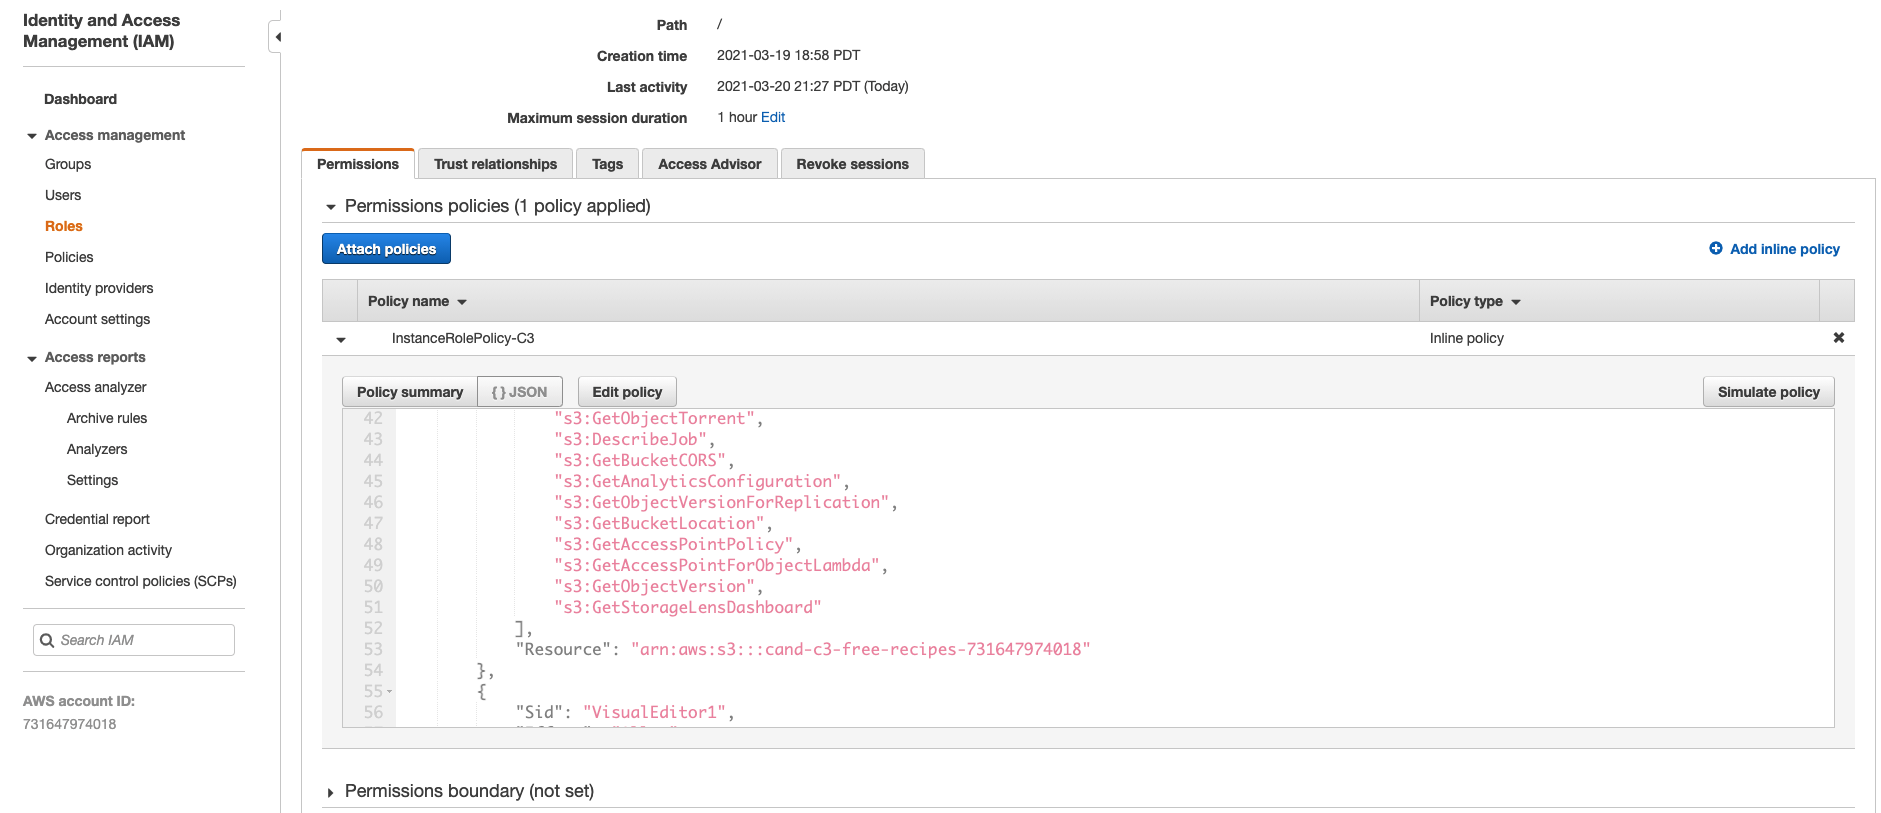 Identity and Access
Management (IAM)
Dashboard
Access management
Groups
Users
Roles
Policies
Identity providers
Account settings
Access reports
Access analyzer
Archive rules
Analyzers
Settings
Credential report
Organization activity
Service control policies (SCPs)
Search IAM
AWS account ID:
731647974018
Path /
Creation time 2021-03-19 18:58 PDT
Last activity 2021-03-20 21:27 PDT (Today)
Maximum session duration 1 hour Edit
Permissions Trust relationships Tags Access Advisor Revoke sessions
Permissions policies (1 policy applied)
Attach policies Add inline policy
Policy name Policy type
InstanceRolePolicy-C3 Inline policy
Policy summary { } JSON Edit policy Simulate policy
42 "s3:GetObjectTorrent",
43 "s3:DescribeJob",
44 "s3:GetBucketCORS",
45 "s3:GetAnalyticsConfiguration",
46 "s3:GetObjectVersionForReplication",
47 "s3:GetBucketLocation",
48 "s3:GetAccessPointPolicy",
49 "s3:GetAccessPointForObjectLambda",
50 "s3:GetObjectVersion",
51 "s3:GetStorageLensDashboard"
52 ],
53 "Resource": "arn:aws:s3:::cand-c3-free-recipes-731647974018"
54 },
55 {
56 "Sid": "VisualEditor1",
Permissions boundary (not set)